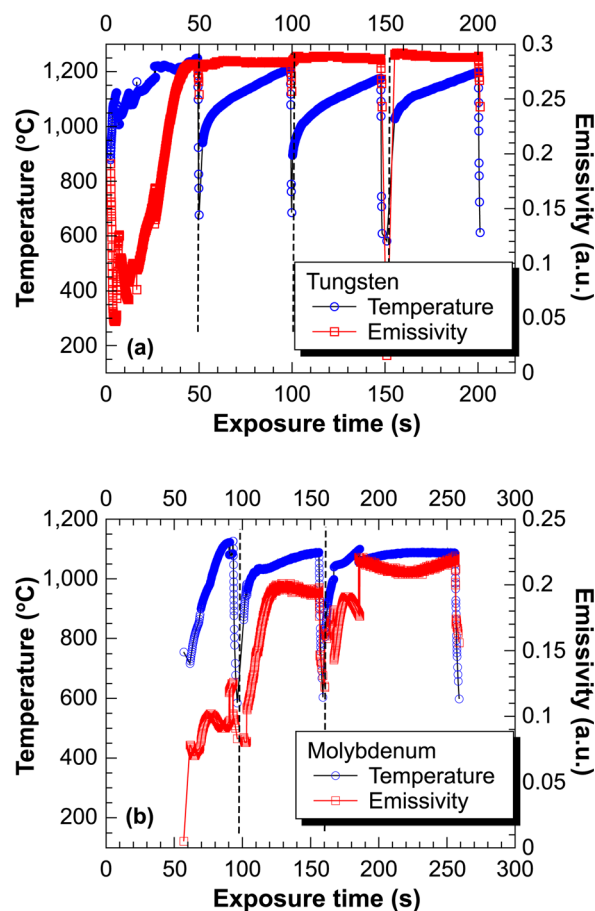 0 50 100 150 200
1,200
1,000
800
600
400
200
0.3
0.25
0.2
0.15
0.1
0.05
0
Temperature (°C)
Emissivity (a.u.)
Tungsten
Temperature
Emissivity
(a)
0 50 100 150 200
Exposure time (s)
0 50 100 150 200 250 300
1,200
1,000
800
600
400
200
0.25
0.2
0.15
0.1
0.05
0
Temperature (°C)
Emissivity (a.u.)
Molybdenum
Temperature
Emissivity
(b)
0 50 100 150 200 250 300
Exposure time (s)